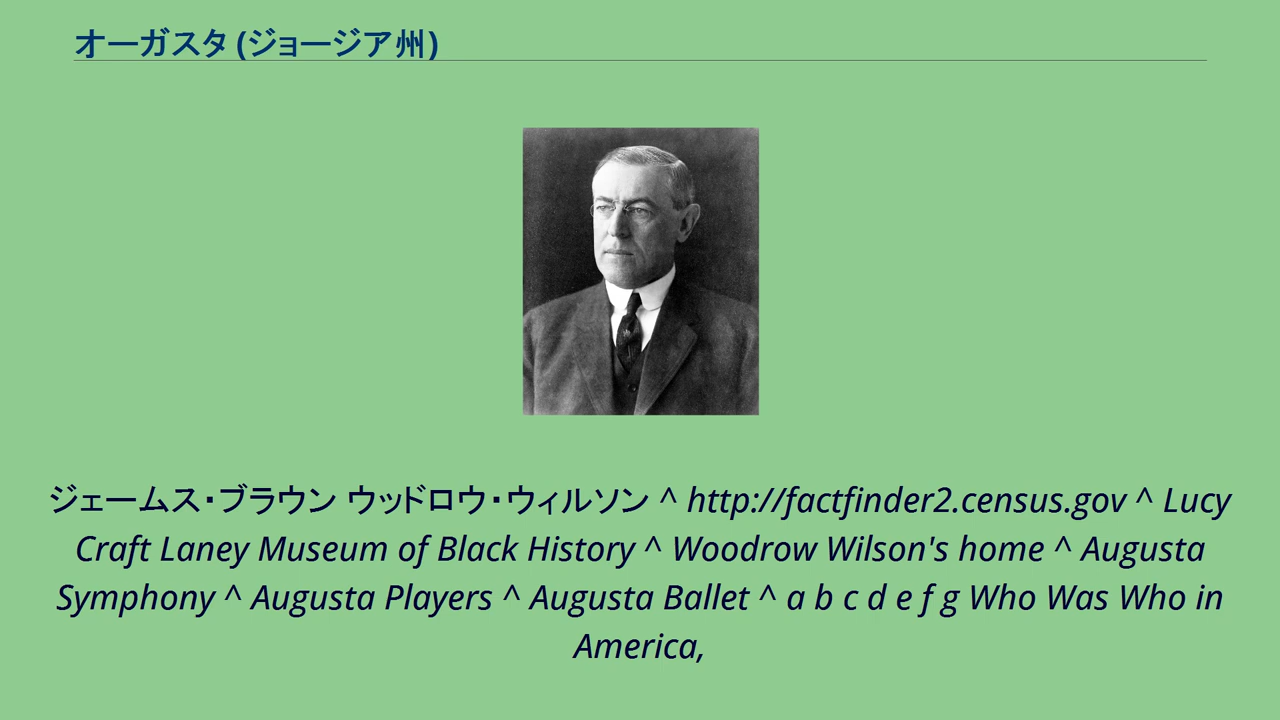 オーガスタ (ジョージア州)
ジェームス・ブラウン ウッドロウ・ウィルソン ^ http://factfinder2.census.gov ^ Lucy
Craft Laney Museum of Black History ^ Woodrow Wilson's home ^ Augusta
Symphony ^ Augusta Players ^ Augusta Ballet ^ a b c d e f g Who Was Who in
America,